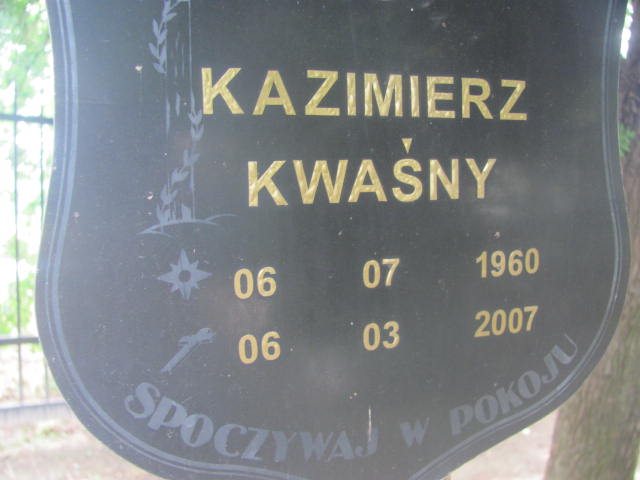 KAZIMIERZ
KWAŚNY
06 07 1960
06 03 2007
SPOCZYWAJ W POKOJU